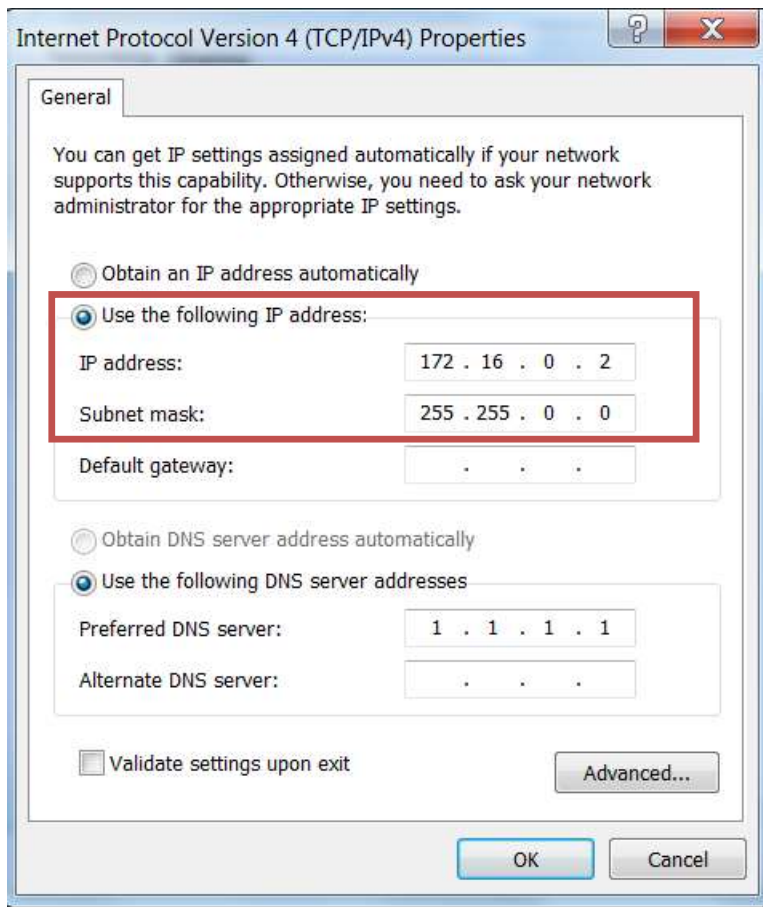 Internet Protocol Version 4 (TCP/IPv4) Properties
General
You can get IP settings assigned automatically if your network
supports this capability. Otherwise, you need to ask your network
administrator for the appropriate IP settings.
Obtain an IP address automatically
Use the following IP address:
IP address: 172 . 16 . 0 . 2
Subnet mask: 255 . 255 . 0 . 0
Default gateway: . . .
Obtain DNS server address automatically
Use the following DNS server addresses
Preferred DNS server: 1 . 1 . 1 . 1
Alternate DNS server: . . .
Validate settings upon exit
Advanced...
OK Cancel